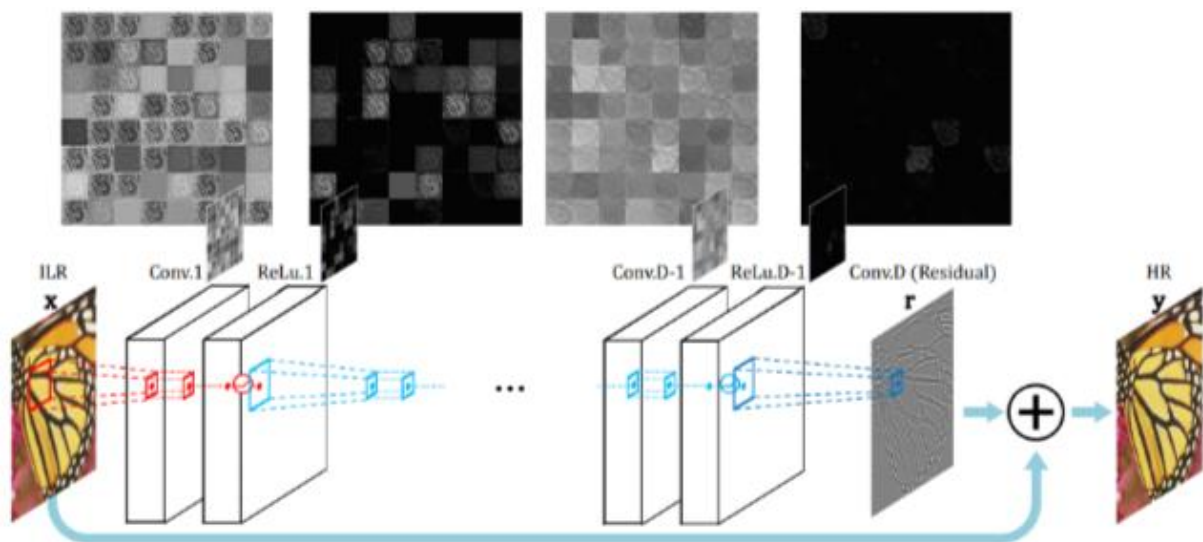 ILR
x
Conv.1
ReLu.1
...
Conv.D-1
ReLu.D-1
Conv.D (Residual)
r
HR
y